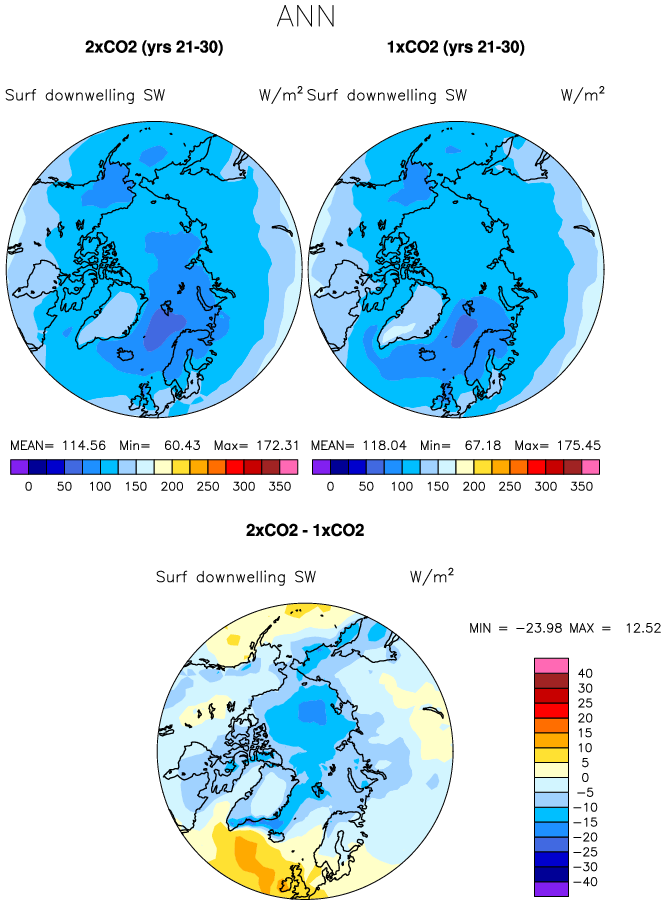 ANN
2xCO2 (yrs 21-30) 1xCO2 (yrs 21-30)
Surf downwelling SW W/m² Surf downwelling SW W/m²
MEAN= 114.56 Min= 60.43 Max= 172.31 MEAN= 118.04 Min= 67.18 Max= 175.45
0 50 100 150 200 250 300 350 0 50 100 150 200 250 300 350
2xCO2 - 1xCO2
Surf downwelling SW W/m²
MIN = −23.98 MAX = 12.52
40
30
25
20
15
10
5
0
−5
−10
−15
−20
−25
−30
−40